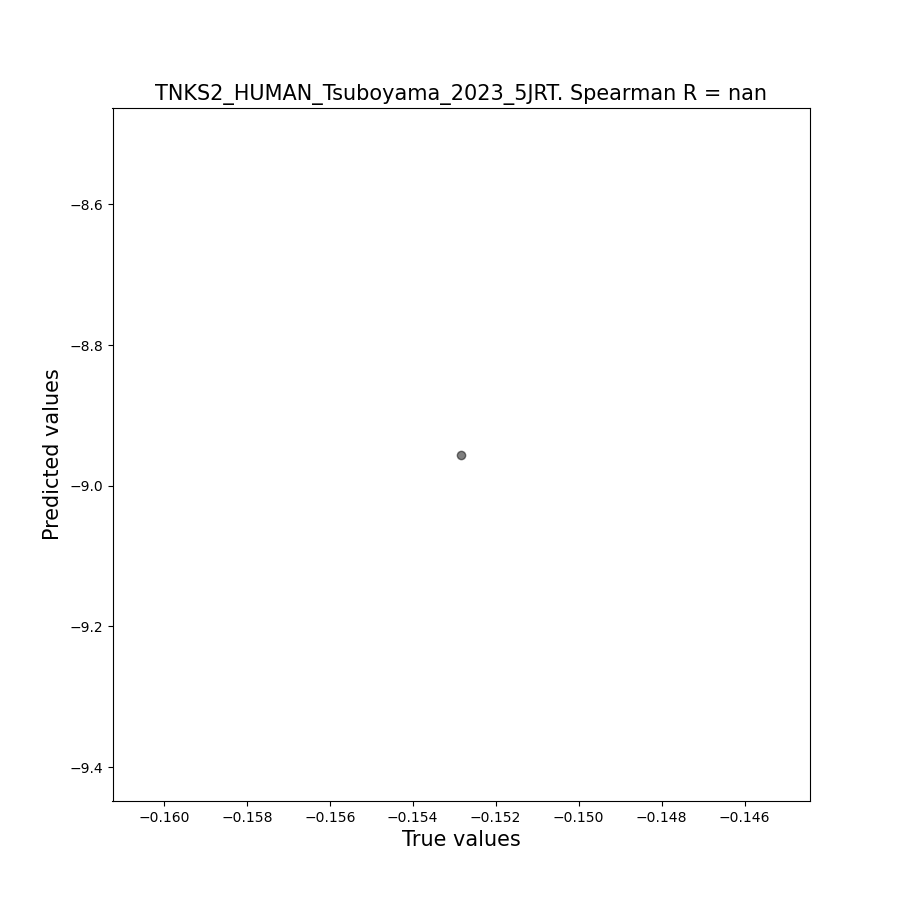 TNKS2_HUMAN_Tsuboyama_2023_5JRT. Spearman R = nan
−8.6
−8.8
−9.0
−9.2
−9.4
Predicted values
−0.160 −0.158 −0.156 −0.154 −0.152 −0.150 −0.148 −0.146
True values